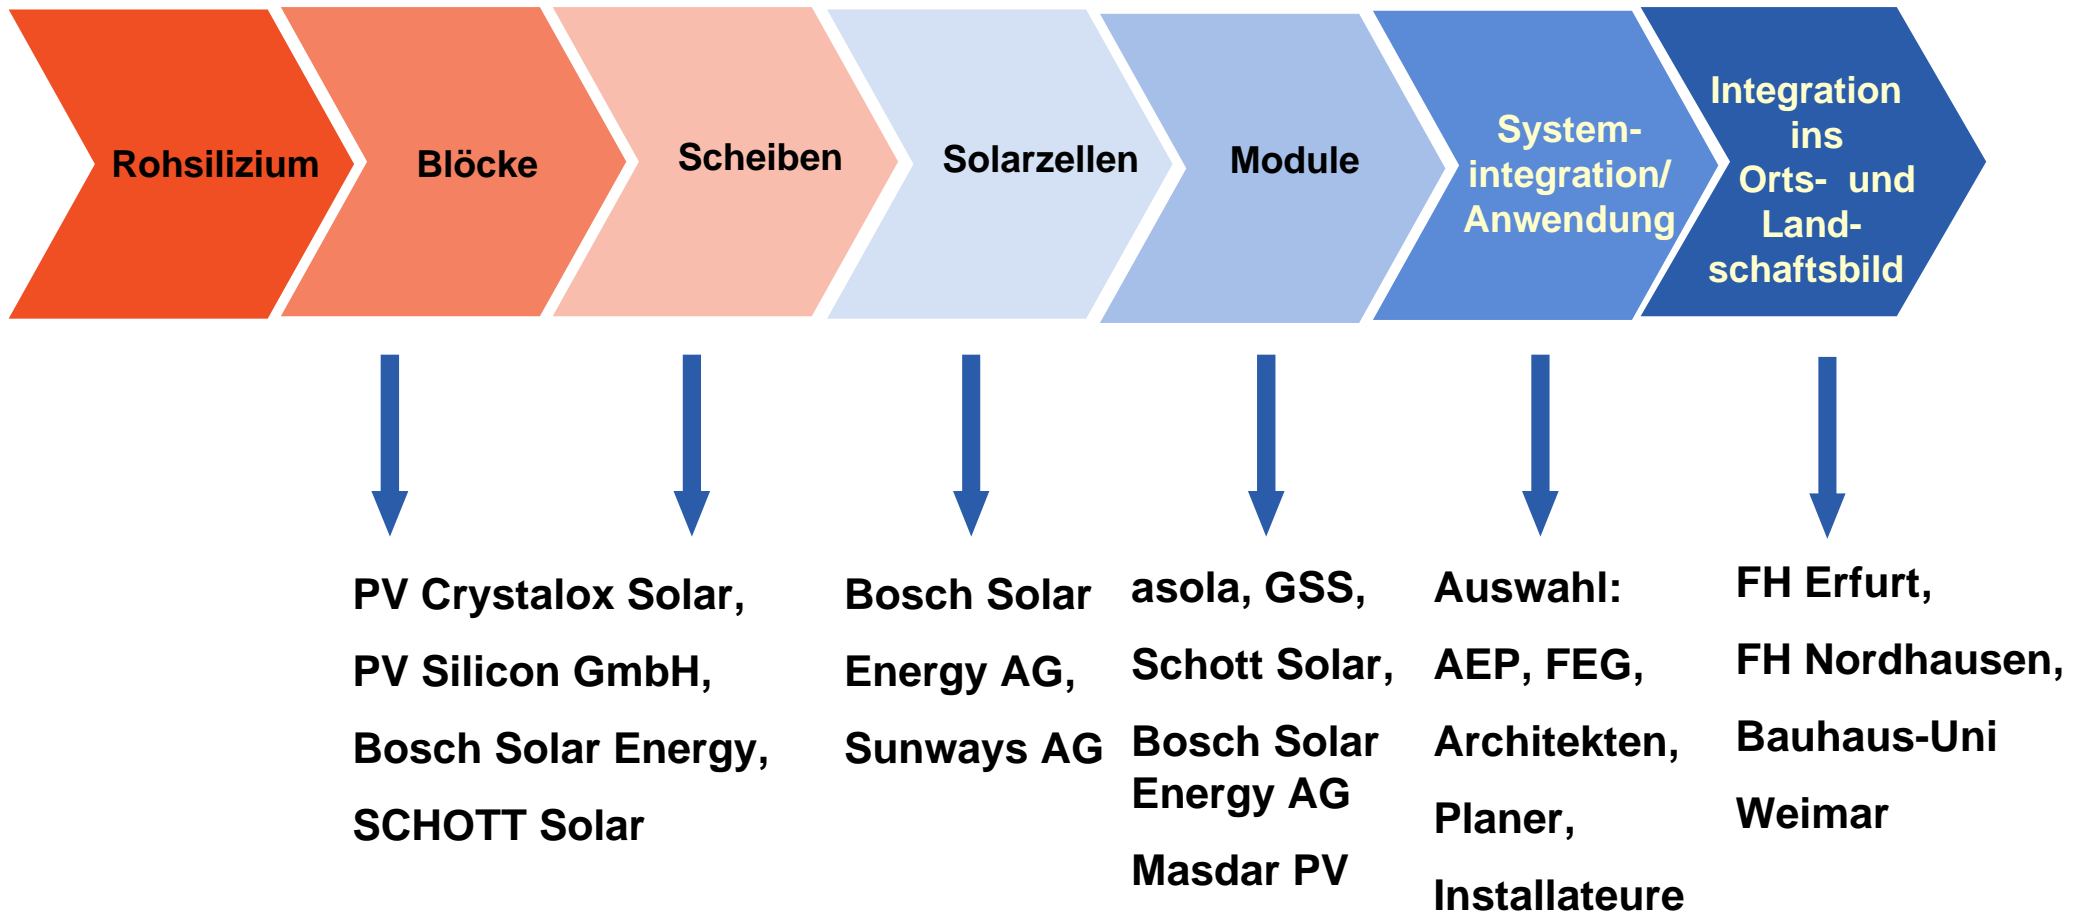 Rohsilizium
Blöcke
Scheiben
Solarzellen
Module
System-
integration/
Anwendung
Integration
ins
Orts- und
Land-
schaftsbild
PV Crystalox Solar,
PV Silicon GmbH,
Bosch Solar Energy,
SCHOTT Solar
Bosch Solar
Energy AG,
Sunways AG
asola, GSS,
Schott Solar,
Bosch Solar
Energy AG
Masdar PV
Auswahl:
AEP, FEG,
Architekten,
Planer,
Installateure
FH Erfurt,
FH Nordhausen,
Bauhaus-Uni
Weimar